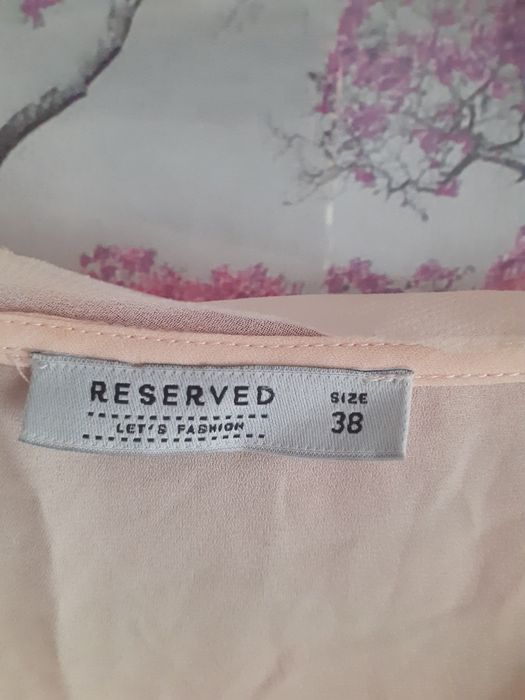 RESERVED
LET'S FASHION
SIZE
38